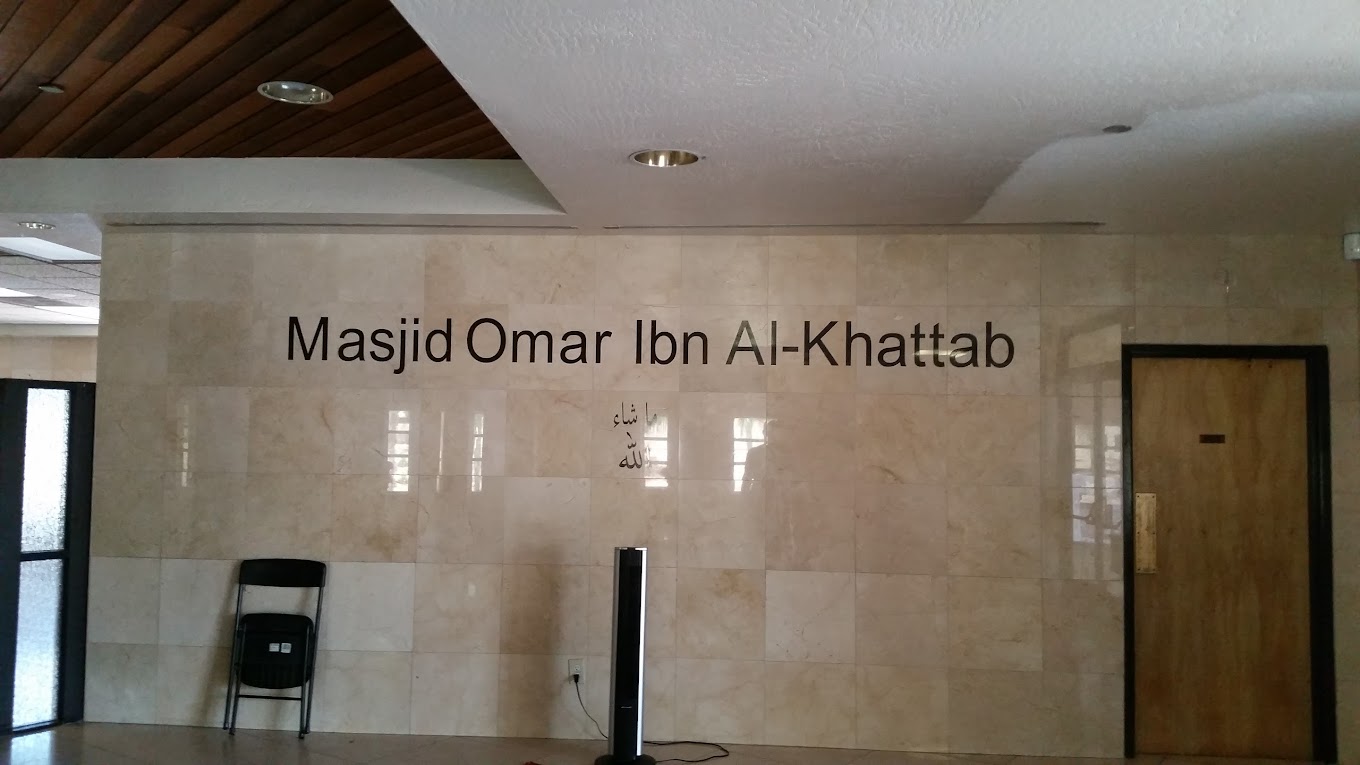 Masjid Omar Ibn Al-Khattab
ما شاء
الله